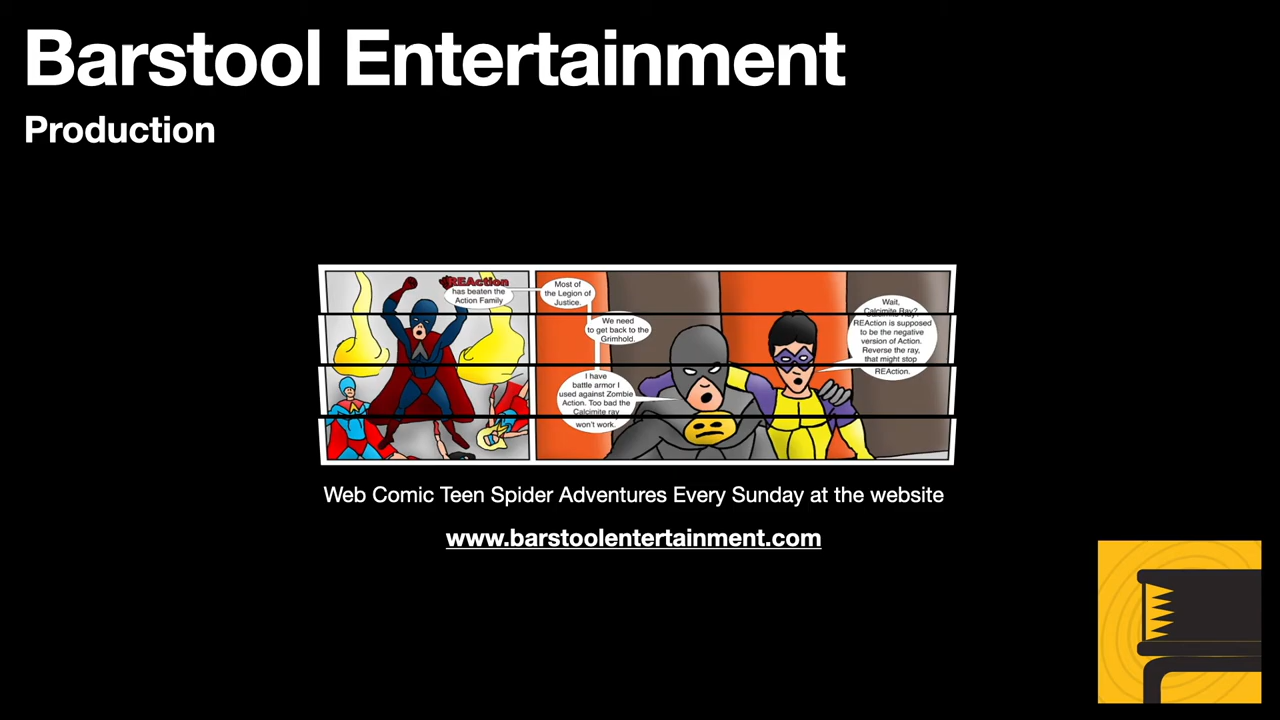 Barstool Entertainment
Production
REAction
has beaten the
Action Family
Most of
the Legion of
Justice.
We need
to get back to the
Grimhold.
I have
battle armor I
used against Zombie
Action. Too bad the
Calcimite ray
won't work.
Wait,
Calcimite Ray?
REAction is supposed
to be the negative
version of Action.
Reverse the ray,
that might stop
REAction.
Web Comic Teen Spider Adventures Every Sunday at the website
www.barstoolentertainment.com